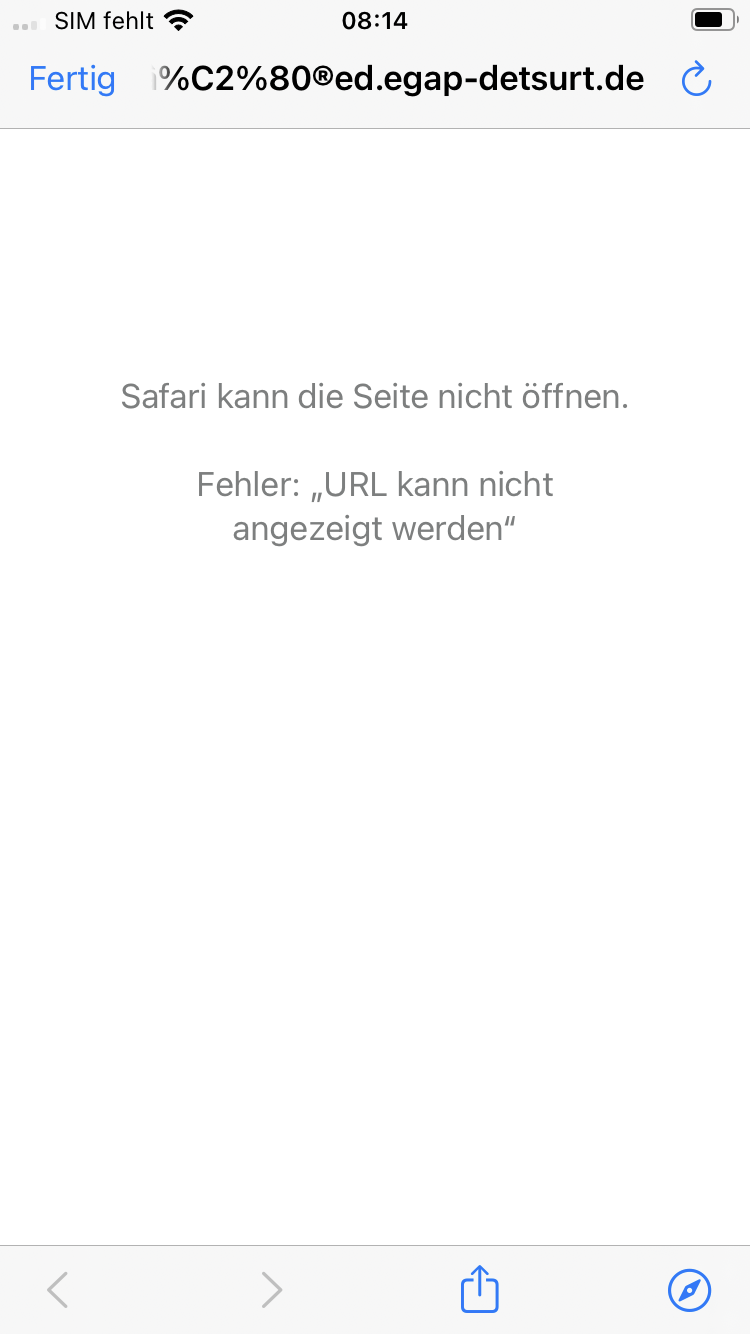 SIM fehlt
08:14
Fertig
%C2%80®ed.egap-detsurt.de
Safari kann die Seite nicht öffnen.
Fehler: „URL kann nicht
angezeigt werden“